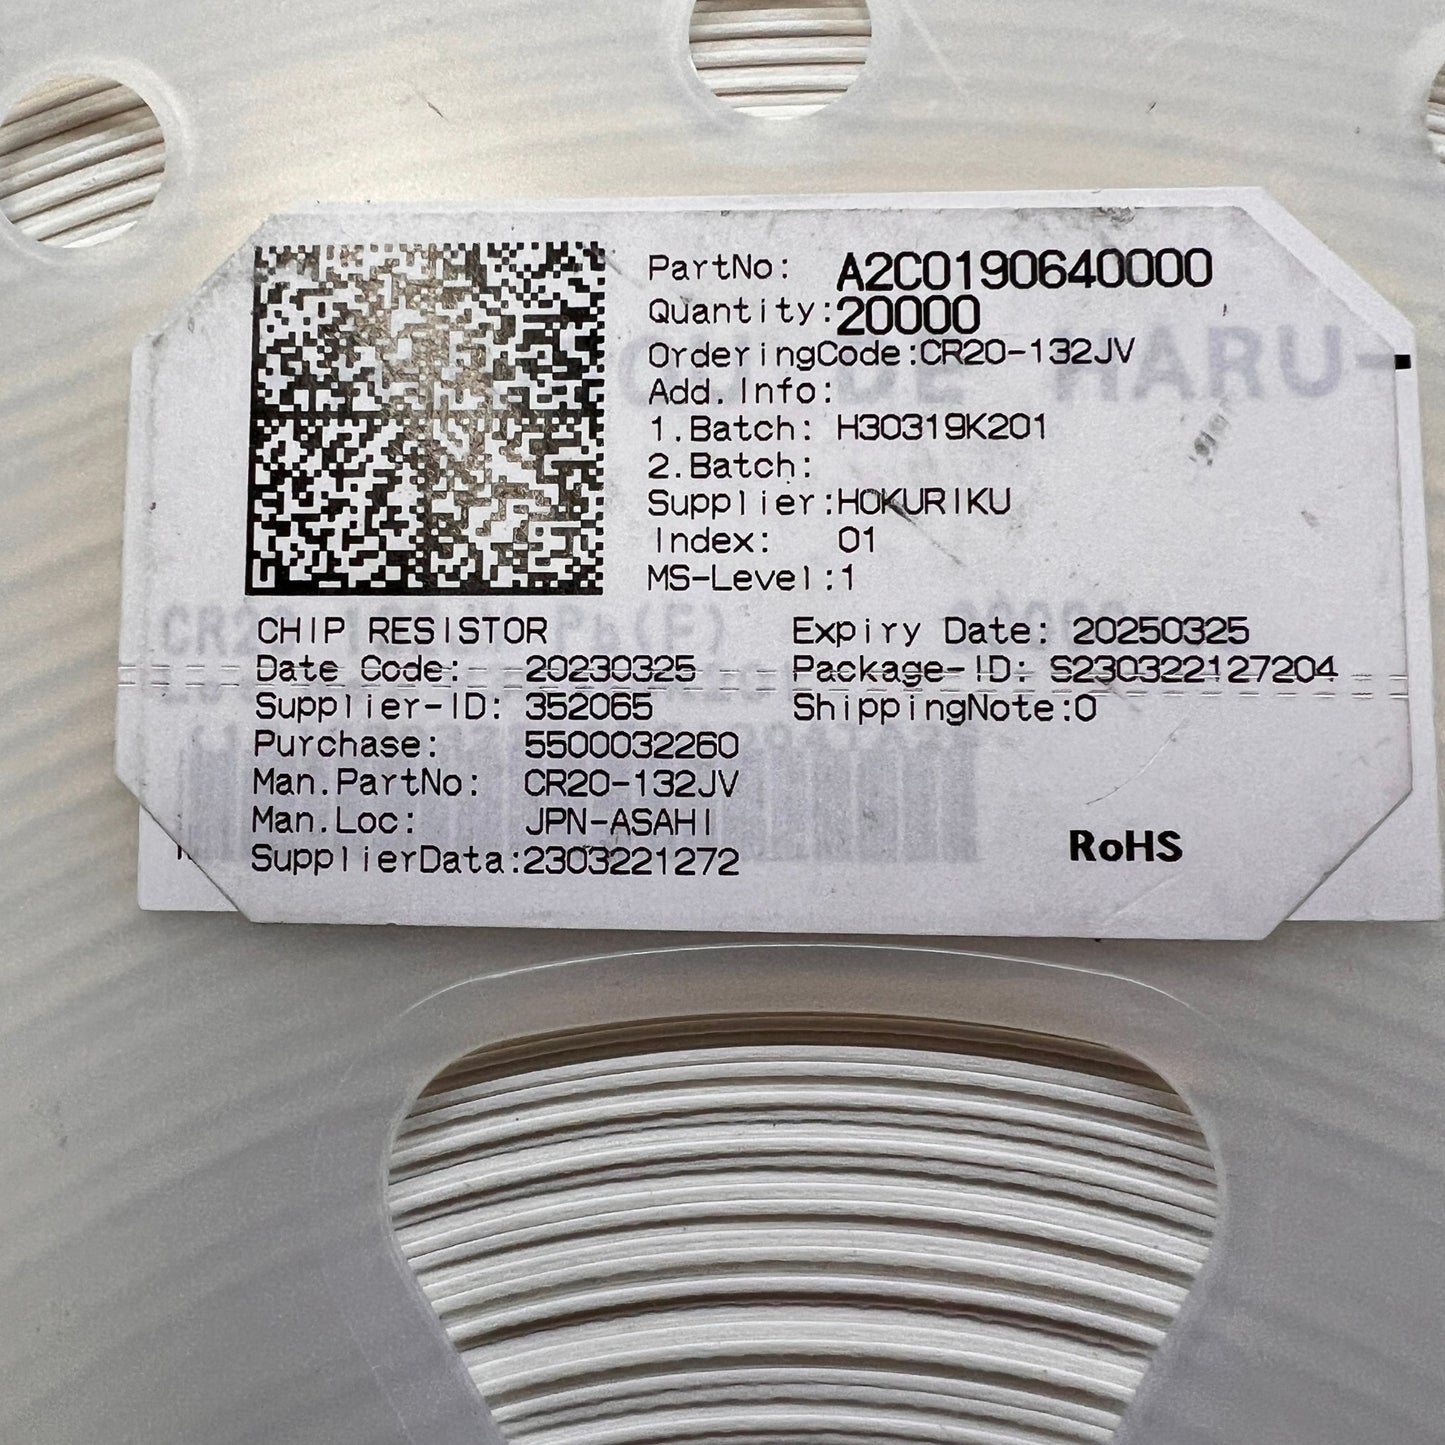 PartNo: A2C0190640000
Quantity:20000
OrderingCode:CR20-132JV
Add.Info:
1.Batch: H30319K201
2.Batch:
Supplier:HOKURIKU
Index: 01
MS-Level:1
CHIP RESISTOR Expiry Date: 20250325
Date Code: 20230325 Package-ID: S230322127204
Supplier-ID: 352065 ShippingNote:0
Purchase: 5500032260
Man.PartNo: CR20-132JV
Man.Loc: JPN-ASAHI
SupplierData:2303221272
RoHS